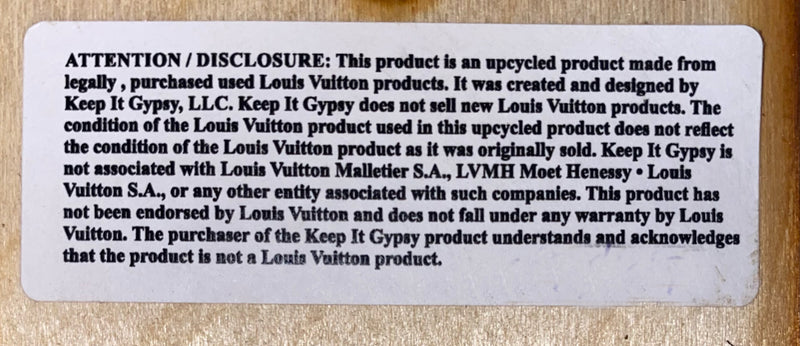 ATTENTION / DISCLOSURE: This product is an upcycled product made from
legally , purchased used Louis Vuitton products. It was created and designed by
Keep It Gypsy, LLC. Keep It Gypsy does not sell new Louis Vuitton products. The
condition of the Louis Vuitton product used in this upcycled product does not reflect
the condition of the Louis Vuitton product as it was originally sold. Keep It Gypsy is
not associated with Louis Vuitton Malletier S.A., LVMH Moet Henessy • Louis
Vuitton S.A., or any other entity associated with such companies. This product has
not been endorsed by Louis Vuitton and does not fall under any warranty by Louis
Vuitton. The purchaser of the Keep It Gypsy product understands and acknowledges
that the product is not a Louis Vuitton product.